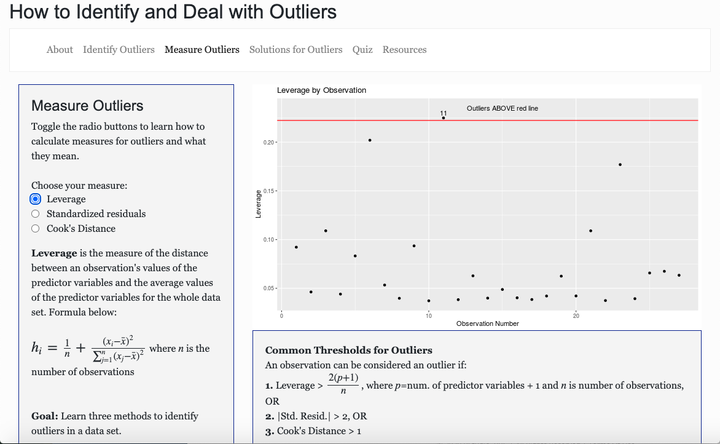 How to Identify and Deal with Outliers
About Identify Outliers Measure Outliers Solutions for Outliers Quiz Resources
Measure Outliers
Toggle the radio buttons to learn how to
calculate measures for outliers and what
they mean.
Choose your measure:
Leverage
Standardized residuals
Cook's Distance
Leverage is the measure of the distance
between an observation's values of the
predictor variables and the average values
of the predictor variables for the whole data
set. Formula below:
h_i = 1/n + (x_i−x̄)²/∑ⁿ_{j=1}(x_j−x̄)² where n is the
number of observations
Goal: Learn three methods to identify
outliers in a data set.
Leverage by Observation
Outliers ABOVE red line
11
0.20
0.15
0.10
0.05
Leverage
0 10 20
Observation Number
Common Thresholds for Outliers
An observation can be considered an outlier if:
1. Leverage > 2(p+1)/n, where p=num. of predictor variables + 1 and n is number of observations,
OR
2. |Std. Resid.| > 2, OR
3. Cook's Distance > 1